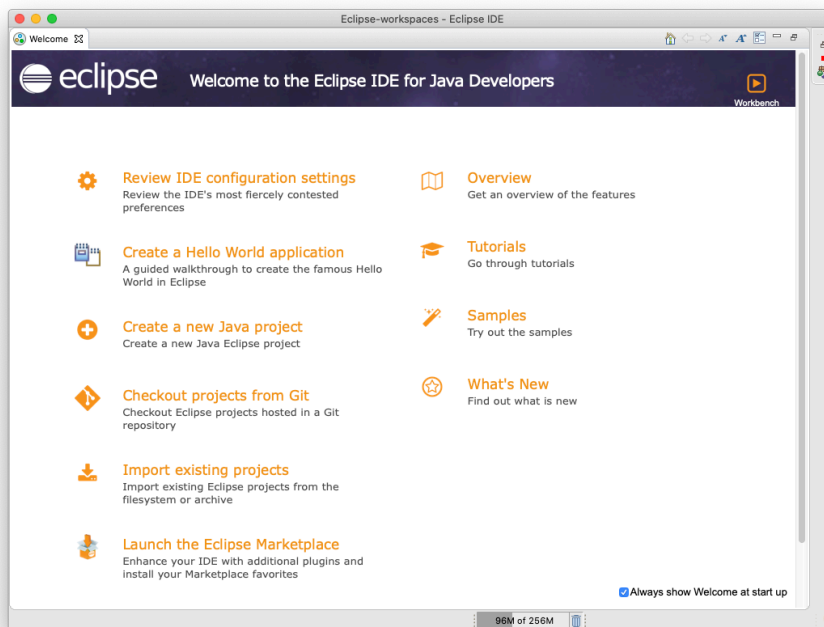 Eclipse-workspaces - Eclipse IDE
Welcome
eclipse
Welcome to the Eclipse IDE for Java Developers
Workbench
Review IDE configuration settings
Review the IDE's most fiercely contested
preferences
Create a Hello World application
A guided walkthrough to create the famous Hello
World in Eclipse
Create a new Java project
Create a new Java Eclipse project
Checkout projects from Git
Checkout Eclipse projects hosted in a Git
repository
Import existing projects
Import existing Eclipse projects from the
filesystem or archive
Launch the Eclipse Marketplace
Enhance your IDE with additional plugins and
install your Marketplace favorites
Overview
Get an overview of the features
Tutorials
Go through tutorials
Samples
Try out the samples
What's New
Find out what is new
Always show Welcome at start up
96M of 256M